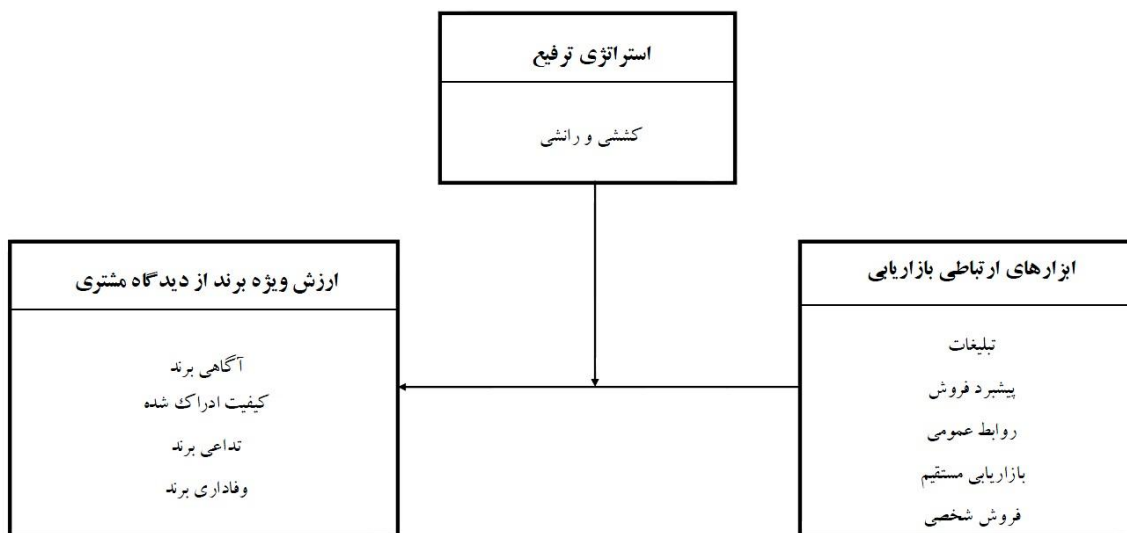 استراتژی ترفیع
کششی و رانشی
ابزارهای ارتباطی بازاریابی
تبلیغات
پیشبرد فروش
روابط عمومی
بازاریابی مستقیم
فروش شخصی
ارزش ویژه برند از دیدگاه مشتری
آگاهی برند
کیفیت ادراک شده
تداعی برند
وفاداری برند